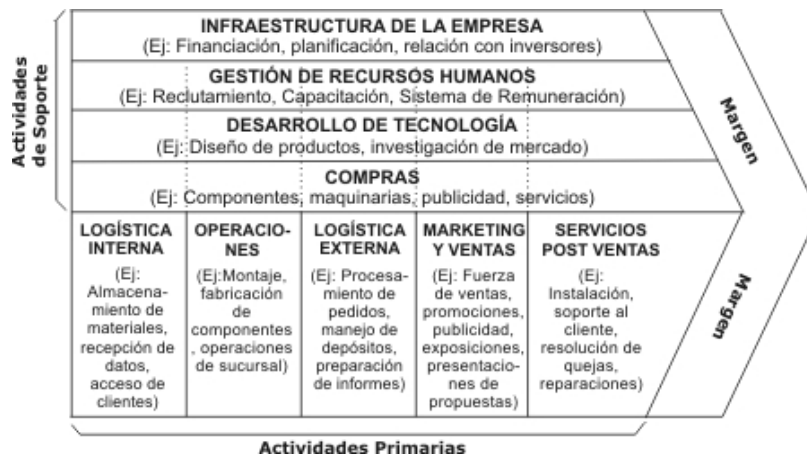 Actividades
de Soporte
INFRAESTRUCTURA DE LA EMPRESA
(Ej: Financiación, planificación, relación con inversores)
GESTIÓN DE RECURSOS HUMANOS
(Ej: Reclutamiento, Capacitación, Sistema de Remuneración)
DESARROLLO DE TECNOLOGÍA
(Ej: Diseño de productos, investigación de mercado)
COMPRAS
(Ej: Componentes, maquinarias, publicidad, servicios)
Margen
LOGÍSTICA
INTERNA
(Ej:
Almacena-
miento de
materiales,
recepción de
datos,
acceso de
clientes)
OPERACIO-
NES
(Ej:Montaje,
fabricación
de
componentes
, operaciones
de sucursal)
LOGÍSTICA
EXTERNA
(Ej: Procesa-
miento de
pedidos,
manejo de
depósitos,
preparación
de informes)
MARKETING
Y VENTAS
(Ej: Fuerza
de ventas,
promociones,
publicidad,
exposiciones,
presentacio-
nes de
propuestas)
SERVICIOS
POST VENTAS
(Ej:
Instalación,
soporte al
cliente,
resolución de
quejas,
reparaciones)
Margen
Actividades Primarias